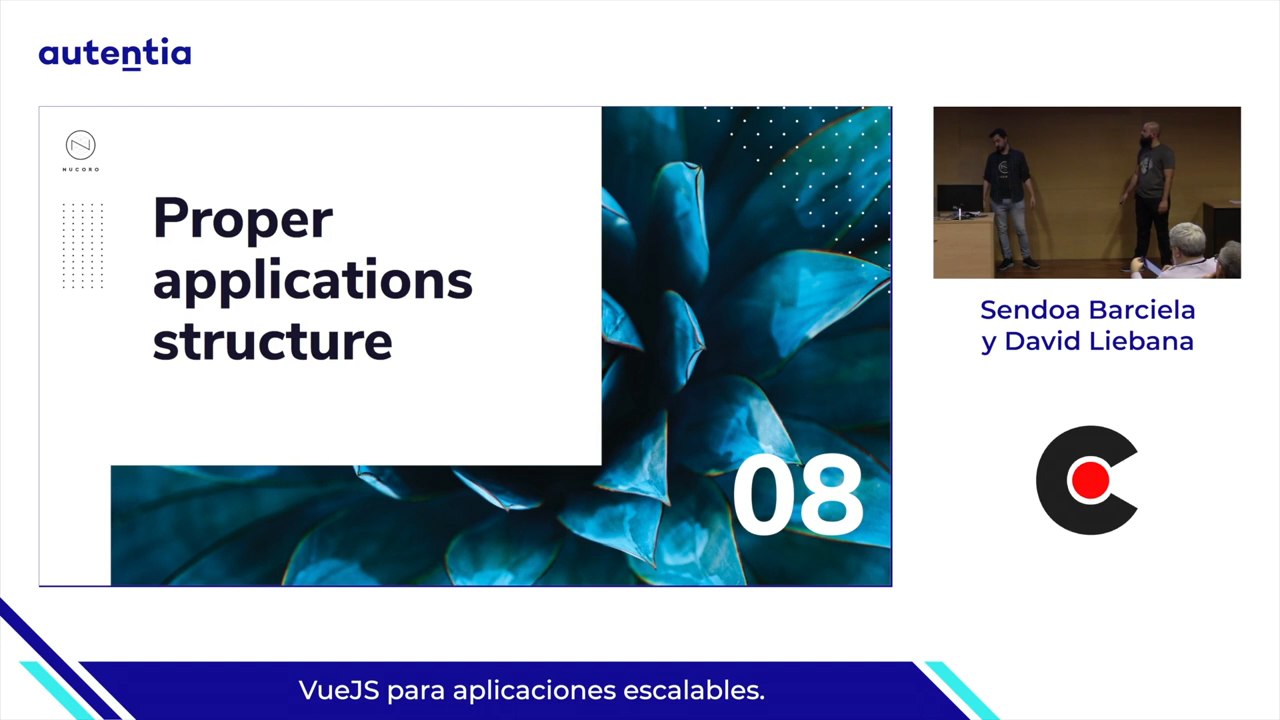 autentia
NUCORO
Proper
applications
structure
08
Sendoa Barciela
y David Liebana
VueJS para aplicaciones escalables.